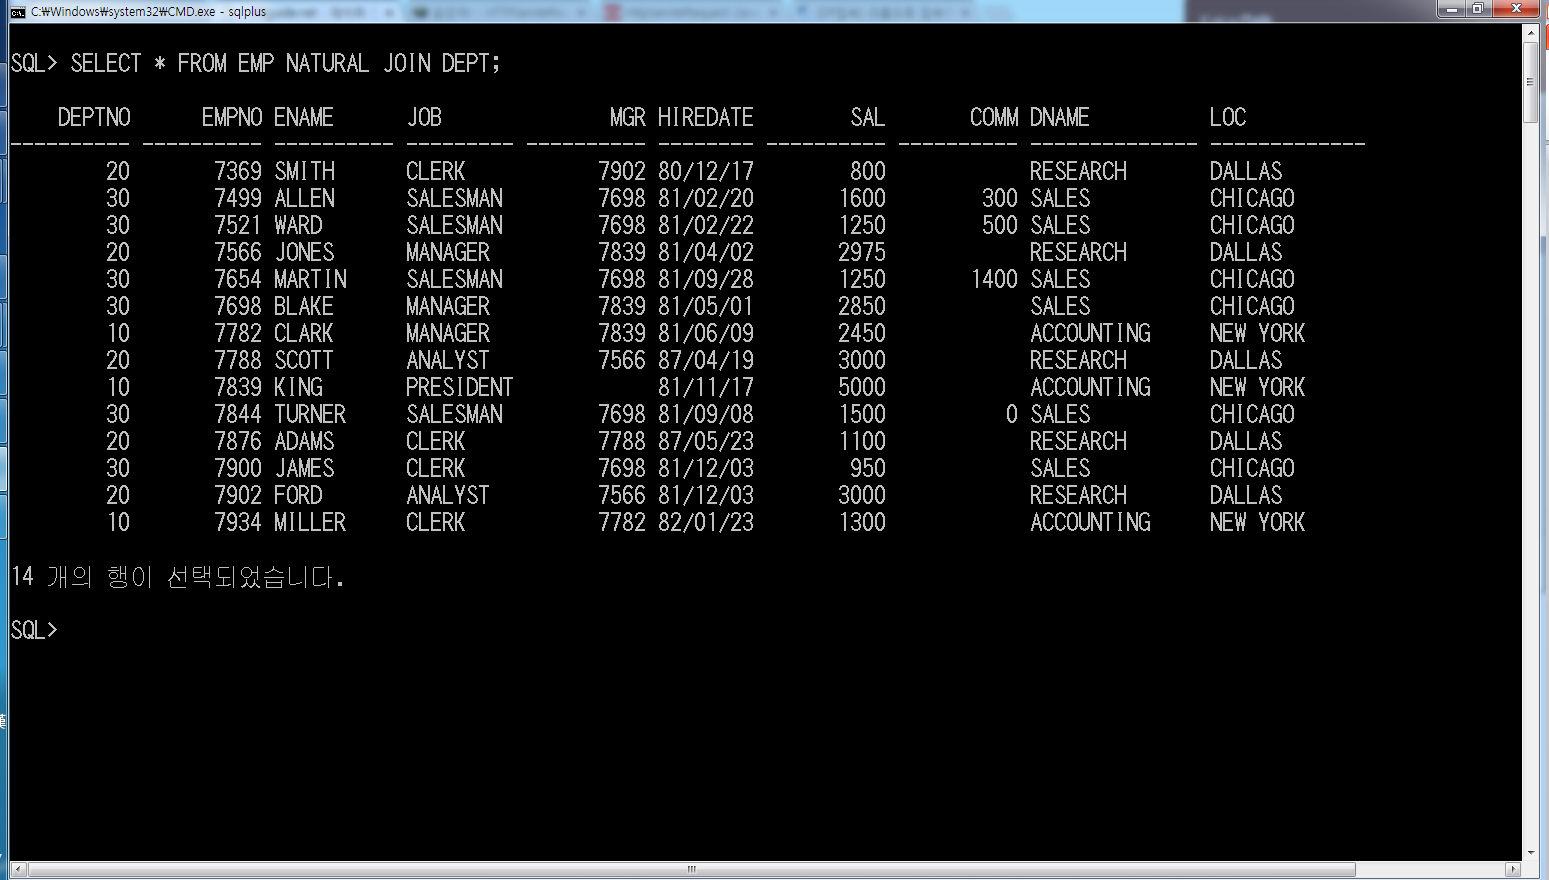 C:₩Windows₩system32₩CMD.exe - sqlplus
SQL> SELECT * FROM EMP NATURAL JOIN DEPT;
DEPTNO EMPNO ENAME JOB MGR HIREDATE SAL COMM DNAME LOC
---------- ---------- ---------- --------- ---------- -------- ---------- ---------- -------------- -------------
20 7369 SMITH CLERK 7902 80/12/17 800 RESEARCH DALLAS
30 7499 ALLEN SALESMAN 7698 81/02/20 1600 300 SALES CHICAGO
30 7521 WARD SALESMAN 7698 81/02/22 1250 500 SALES CHICAGO
20 7566 JONES MANAGER 7839 81/04/02 2975 RESEARCH DALLAS
30 7654 MARTIN SALESMAN 7698 81/09/28 1250 1400 SALES CHICAGO
30 7698 BLAKE MANAGER 7839 81/05/01 2850 SALES CHICAGO
10 7782 CLARK MANAGER 7839 81/06/09 2450 ACCOUNTING NEW YORK
20 7788 SCOTT ANALYST 7566 87/04/19 3000 RESEARCH DALLAS
10 7839 KING PRESIDENT 81/11/17 5000 ACCOUNTING NEW YORK
30 7844 TURNER SALESMAN 7698 81/09/08 1500 0 SALES CHICAGO
20 7876 ADAMS CLERK 7788 87/05/23 1100 RESEARCH DALLAS
30 7900 JAMES CLERK 7698 81/12/03 950 SALES CHICAGO
20 7902 FORD ANALYST 7566 81/12/03 3000 RESEARCH DALLAS
10 7934 MILLER CLERK 7782 82/01/23 1300 ACCOUNTING NEW YORK
14 개의 행이 선택되었습니다.
SQL>